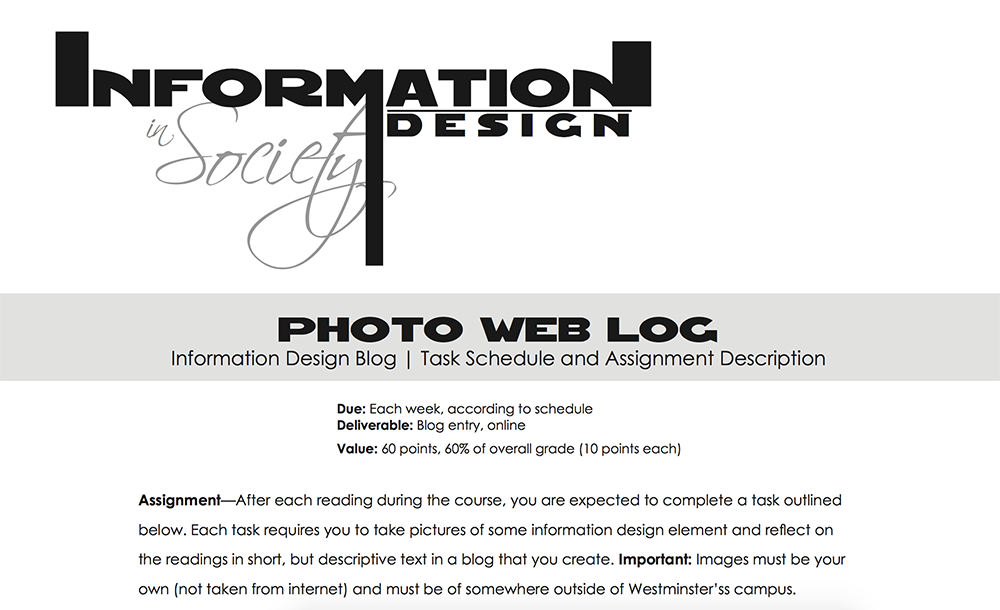 INFORMATION
DESIGN
in Society
PHOTO WEB LOG
Information Design Blog | Task Schedule and Assignment Description
Due: Each week, according to schedule
Deliverable: Blog entry, online
Value: 60 points, 60% of overall grade (10 points each)
Assignment—After each reading during the course, you are expected to complete a task outlined
below. Each task requires you to take pictures of some information design element and reflect on
the readings in short, but descriptive text in a blog that you create. Important: Images must be your
own (not taken from internet) and must be of somewhere outside of Westminster'ss campus.